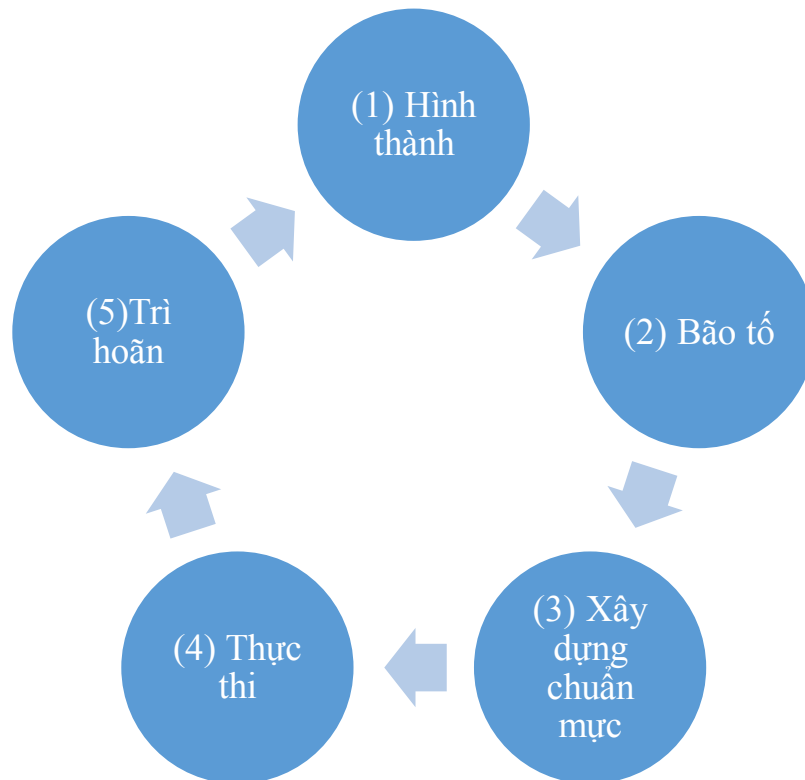 (1) Hình
thành
(2) Bão tố
(3) Xây
dựng
chuẩn
mực
(4) Thực
thi
(5)Trì
hoãn